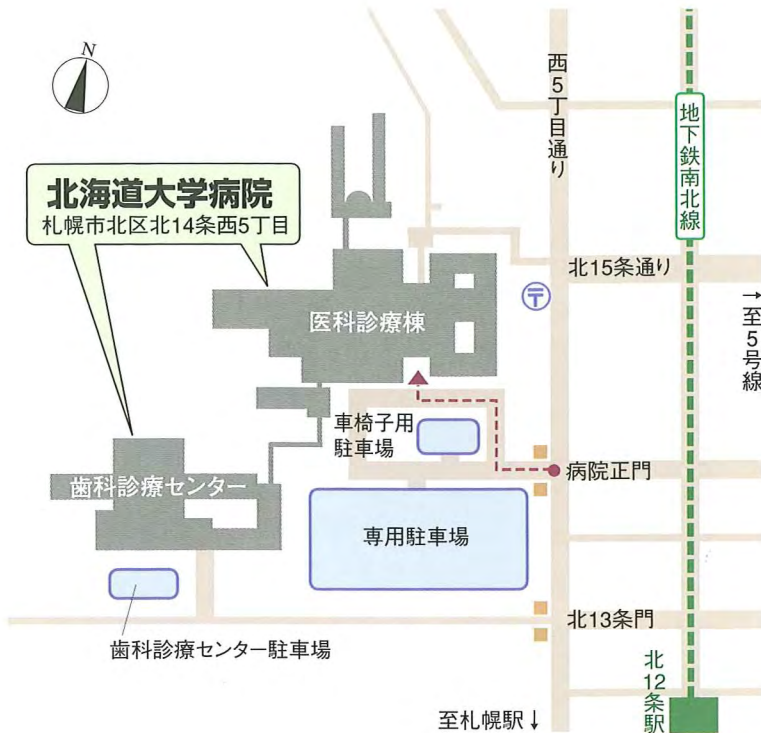 N
西5丁目通り
地下鉄南北線
北海道大学病院
札幌市北区北14条西5丁目
北15条通り
〒
→至5号線
医科診療棟
車椅子用
駐車場
病院正門
歯科診療センター
専用駐車場
北13条門
歯科診療センター駐車場
北12条駅
至札幌駅↓